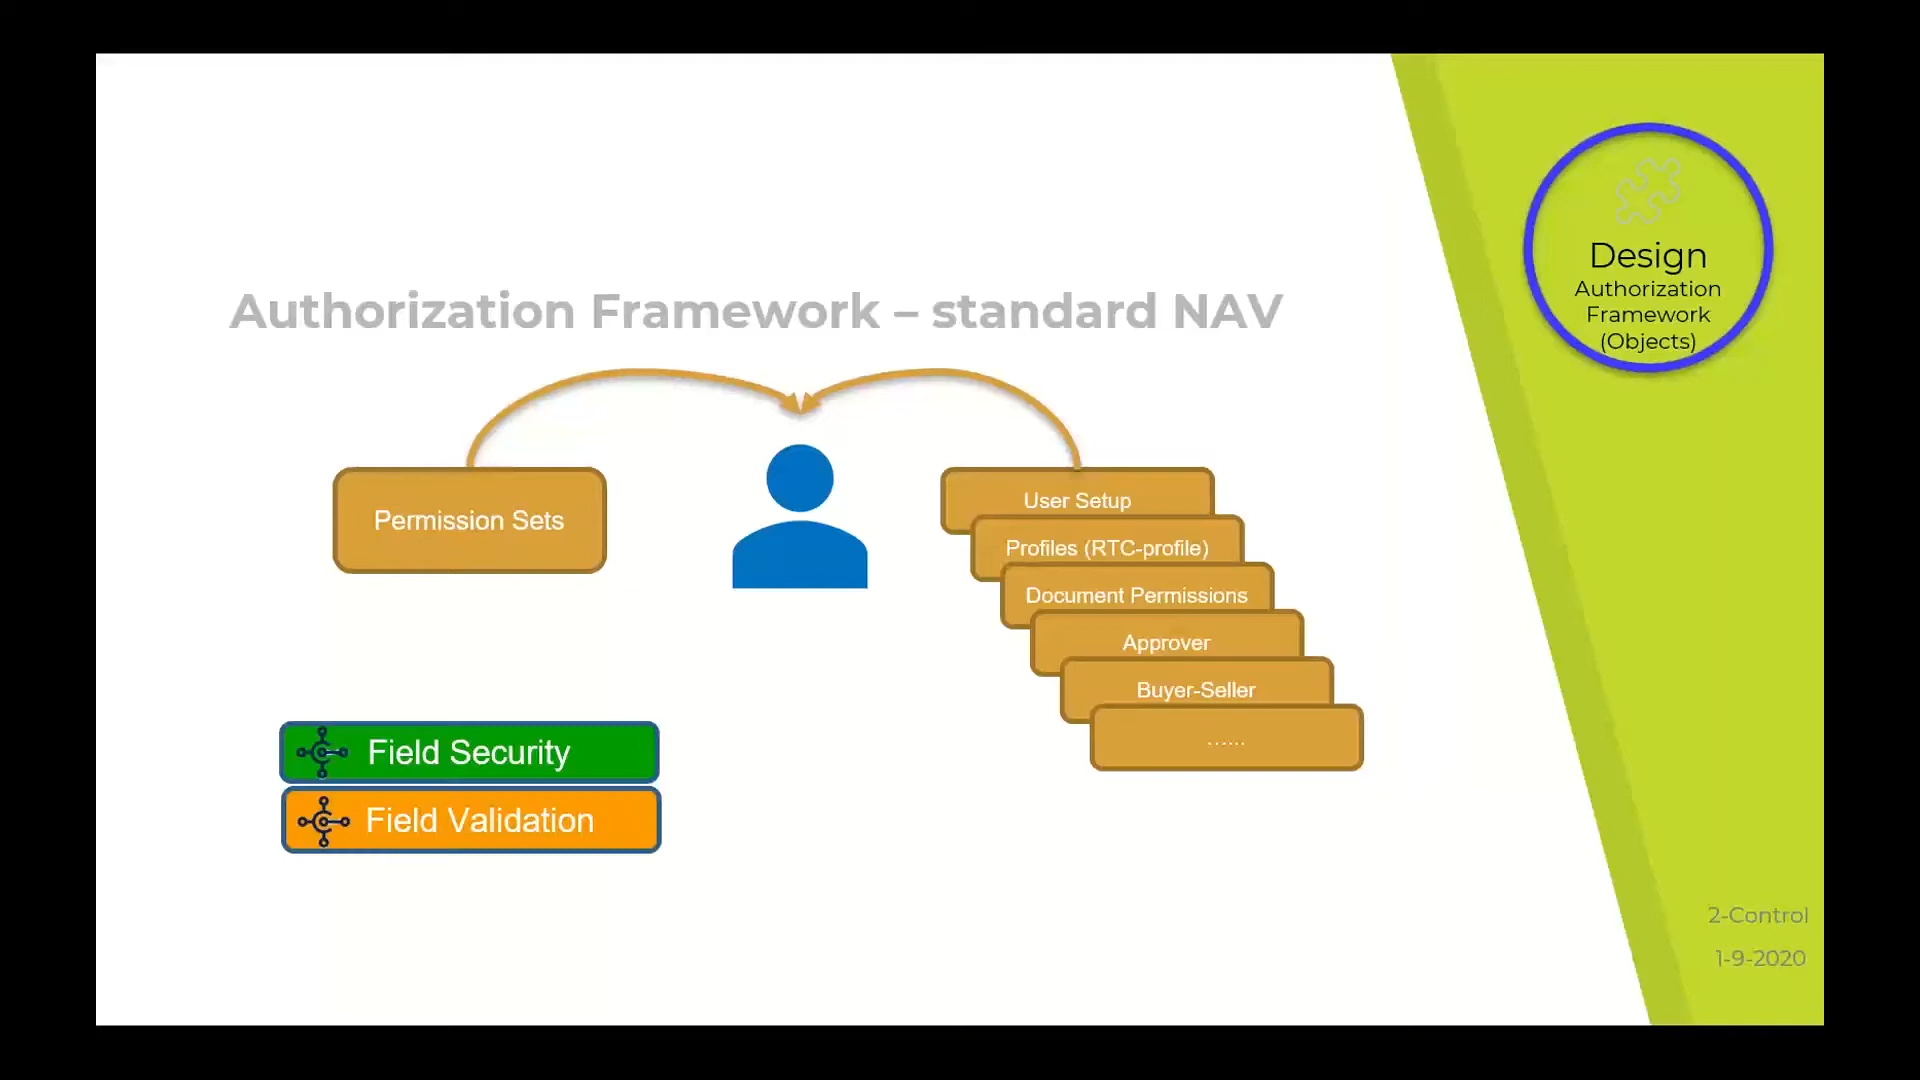 Design
Authorization
Framework
(Objects)
Authorization Framework – standard NAV
Permission Sets
User Setup
Profiles (RTC-profile)
Document Permissions
Approver
Buyer-Seller
......
Field Security
Field Validation
2-Control
1-9-2020